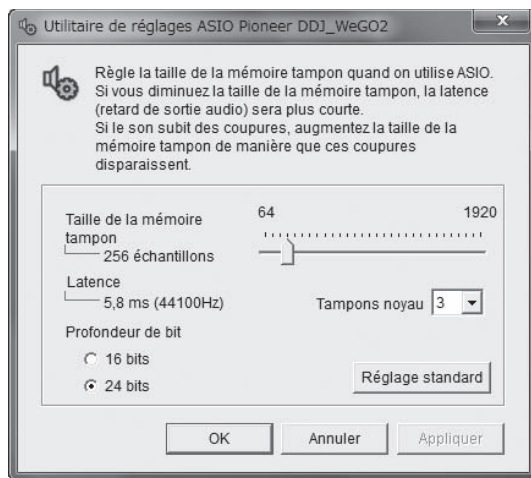 Utilitaire de réglages ASIO Pioneer DDJ_WeGO2
Règle la taille de la mémoire tampon quand on utilise ASIO.
Si vous diminuez la taille de la mémoire tampon, la latence
(retard de sortie audio) sera plus courte.
Si le son subit des coupures, augmentez la taille de la
mémoire tampon de manière que ces coupures
disparaissent.
Taille de la mémoire
tampon
256 échantillons
64 1920
Latence
5,8 ms (44100Hz)
Tampons noyau 3
Profondeur de bit
16 bits
24 bits
Réglage standard
OK Annuler Appliquer